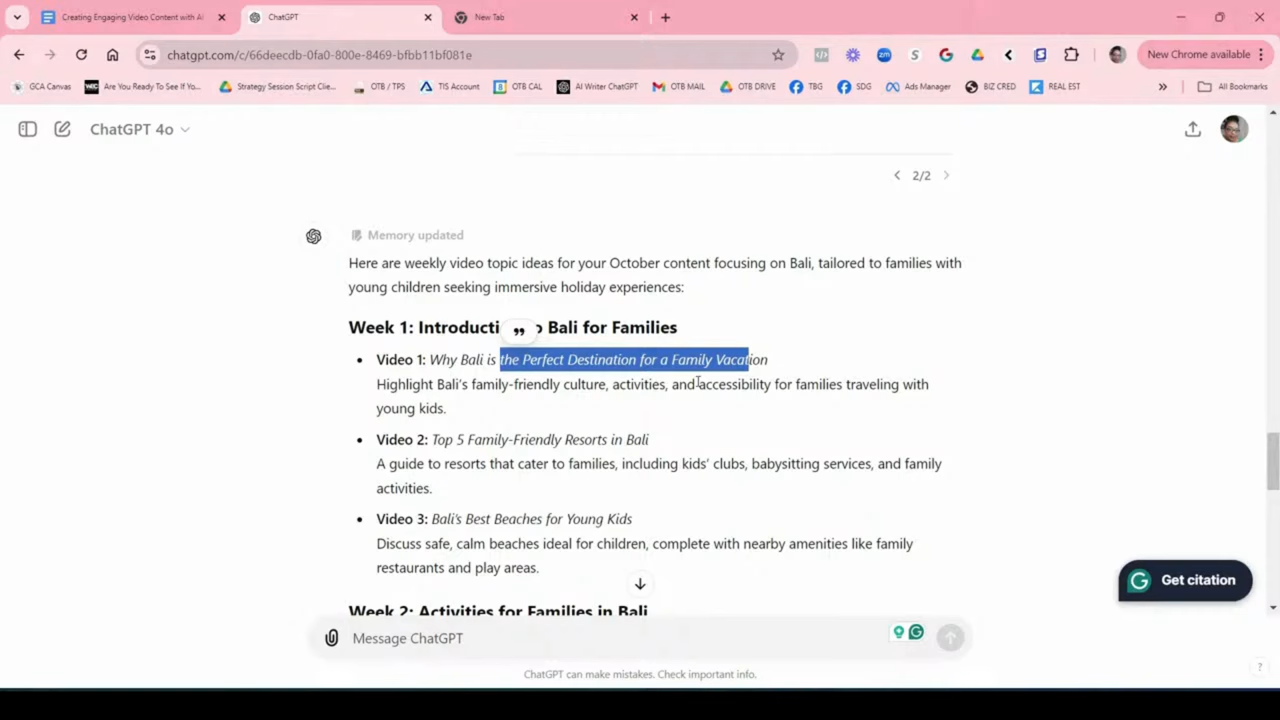 Creating Engaging Video Content with AI
ChatGPT
New Tab
chatgpt.com/c/66deecdb-0fa0-800e-8469-bfbb11bf081e
New Chrome available
GCA Canvas
Are You Ready To See If Yo...
Strategy Session Script Clie...
OTB / TPS
TIS Account
OTB CAL
AI Writer ChatGPT
OTB MAIL
OTB DRIVE
TBG
SDG
Ads Manager
BIZ CRED
REAL EST
All Bookmarks
ChatGPT 4o
2/2
Memory updated
Here are weekly video topic ideas for your October content focusing on Bali, tailored to families with
young children seeking immersive holiday experiences:
Week 1: Introducti o Bali for Families
Video 1: Why Bali is the Perfect Destination for a Family Vacation
Highlight Bali's family-friendly culture, activities, and accessibility for families traveling with
young kids.
Video 2: Top 5 Family-Friendly Resorts in Bali
A guide to resorts that cater to families, including kids' clubs, babysitting services, and family
activities.
Video 3: Bali's Best Beaches for Young Kids
Discuss safe, calm beaches ideal for children, complete with nearby amenities like family
restaurants and play areas.
Get citation
Week 2: Activities for Families in Bali
Message ChatGPT
ChatGPT can make mistakes. Check important info.
?